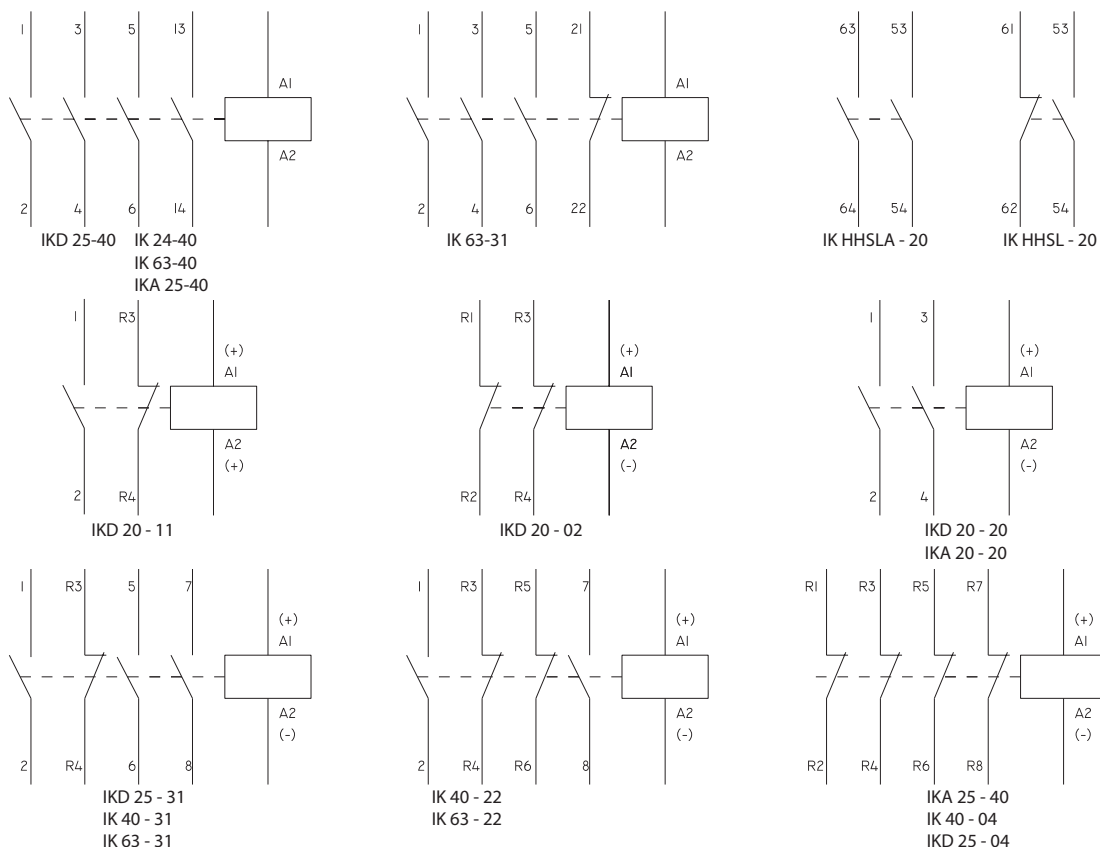 1 3 5 13
A1
A2
2 4 6 14
IKD 25-40 IK 24-40
IK 63-40
IKA 25-40
1 3 5 21
A1
A2
2 4 6 22
IK 63-31
63 53
64 54
IK HHSLA - 20
61 53
62 54
IK HHSL - 20
1 R3
(+)
A1
A2
(+)
2 R4
IKD 20 - 11
R1 R3
(+)
A1
A2
(-)
R2 R4
IKD 20 - 02
1 3
(+)
A1
A2
(-)
2 4
IKD 20 - 20
IKA 20 - 20
1 R3 5 7
(+)
A1
A2
(-)
2 R4 6 8
IKD 25 - 31
IK 40 - 31
IK 63 - 31
1 R3 R5 7
A1
A2
2 R4 R6 8
IK 40 - 22
IK 63 - 22
R1 R3 R5 R7
(+)
A1
A2
(-)
R2 R4 R6 R8
IKA 25 - 40
IK 40 - 04
IKD 25 - 04